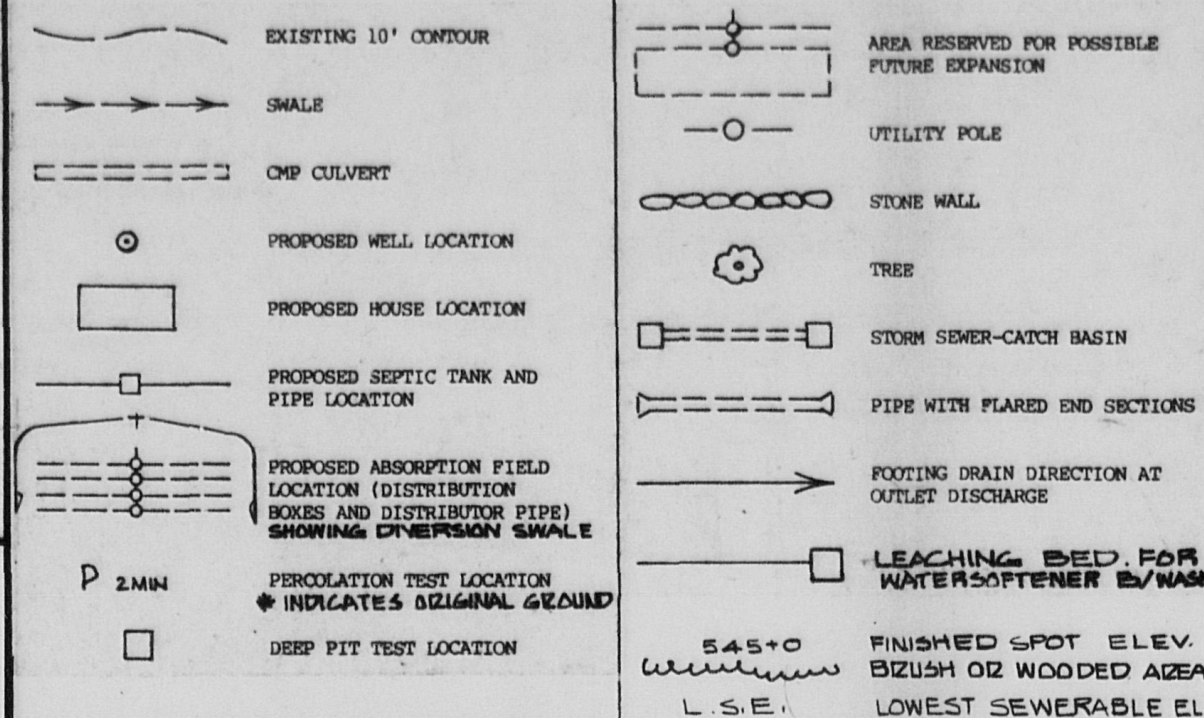 EXISTING 10' CONTOUR
SWALE
CMP CULVERT
PROPOSED WELL LOCATION
PROPOSED HOUSE LOCATION
PROPOSED SEPTIC TANK AND
PIPE LOCATION
PROPOSED ABSORPTION FIELD
LOCATION (DISTRIBUTION
BOXES AND DISTRIBUTOR PIPE)
SHOWING DIVERSION SWALE
P 2 MIN
PERCOLATION TEST LOCATION
* INDICATES ORIGINAL GROUND
DEEP PIT TEST LOCATION
AREA RESERVED FOR POSSIBLE
FUTURE EXPANSION
UTILITY POLE
STONE WALL
TREE
STORM SEWER-CATCH BASIN
PIPE WITH FLARED END SECTIONS
FOOTING DRAIN DIRECTION AT
OUTLET DISCHARGE
LEACHING BED. FOR
WATERSOFTENER B/WASH
545+0 FINISHED SPOT ELEV.
BRUSH OR WOODED AREA
L.S.E. LOWEST SEWERABLE EL